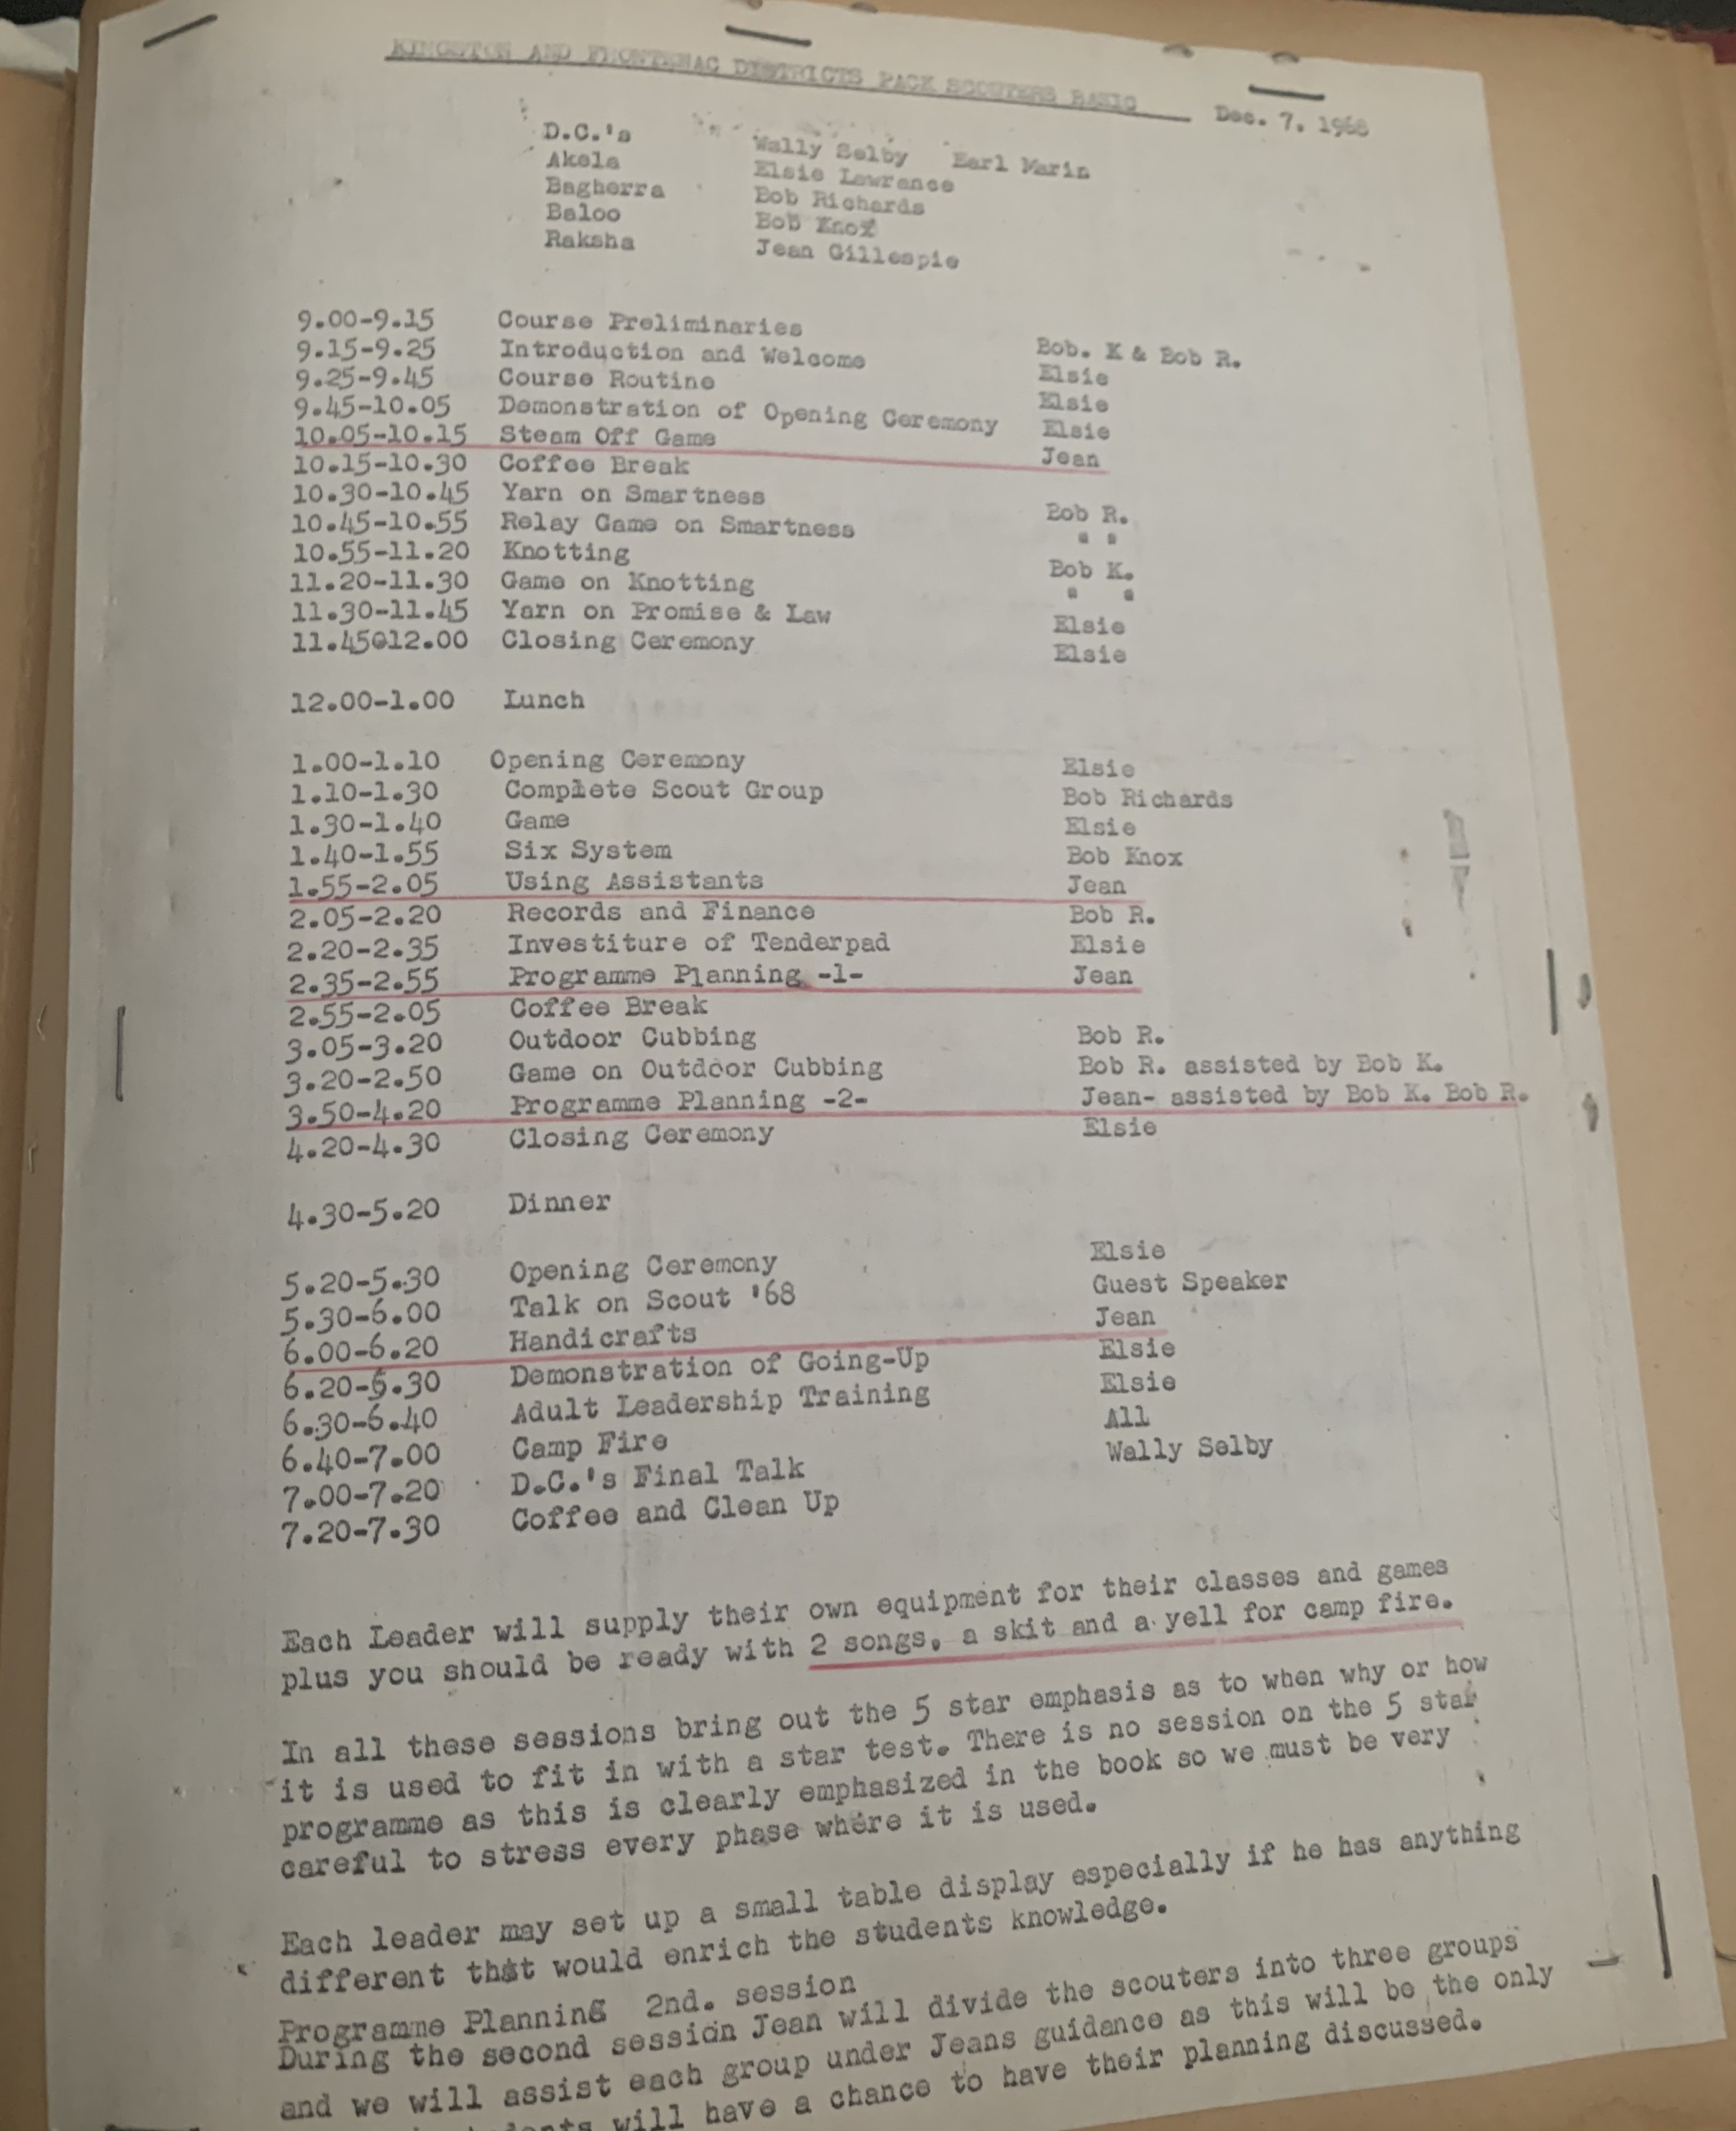 KINGSTON AND FRONTENAC DISTRICTS PACK SCOUTERS BASIC Dec. 7, 1968
D.C.'s Wally Selby Earl Marin
Akela Elsie Lawrance
Bagherra Bob Richards
Baloo Bob Knox
Raksha Jean Gillespie
9.00-9.15 Course Preliminaries Bob. K & Bob R.
9.15-9.25 Introduction and Welcome Elsie
9.25-9.45 Course Routine Elsie
9.45-10.05 Demonstration of Opening Ceremony Elsie
10.05-10.15 Steam Off Game Jean
10.15-10.30 Coffee Break
10.30-10.45 Yarn on Smartness Bob R.
10.45-10.55 Relay Game on Smartness " "
10.55-11.20 Knotting Bob K.
11.20-11.30 Game on Knotting " "
11.30-11.45 Yarn on Promise & Law Elsie
11.45@12.00 Closing Ceremony Elsie
12.00-1.00 Lunch
1.00-1.10 Opening Ceremony Elsie
1.10-1.30 Complete Scout Group Bob Richards
1.30-1.40 Game Elsie
1.40-1.55 Six System Bob Knox
1.55-2.05 Using Assistants Jean
2.05-2.20 Records and Finance Bob R.
2.20-2.35 Investiture of Tenderpad Elsie
2.35-2.55 Programme Planning -1- Jean
2.55-2.05 Coffee Break
3.05-3.20 Outdoor Cubbing Bob R.
3.20-2.50 Game on Outdoor Cubbing Bob R. assisted by Bob K.
3.50-4.20 Programme Planning -2- Jean- assisted by Bob K. Bob R.
4.20-4.30 Closing Ceremony Elsie
4.30-5.20 Dinner
5.20-5.30 Opening Ceremony Elsie
5.30-6.00 Talk on Scout '68 Guest Speaker
6.00-6.20 Handicrafts Jean
6.20-6.30 Demonstration of Going-Up Elsie
6.30-6.40 Adult Leadership Training Elsie
6.40-7.00 Camp Fire All
7.00-7.20 D.C.'s Final Talk Wally Selby
7.20-7.30 Coffee and Clean Up
Each Leader will supply their own equipment for their classes and games
plus you should be ready with 2 songs, a skit and a yell for camp fire.
In all these sessions bring out the 5 star emphasis as to when why or how
it is used to fit in with a star test. There is no session on the 5 star
programme as this is clearly emphasized in the book so we must be very
careful to stress every phase where it is used.
Each leader may set up a small table display especially if he has anything
different that would enrich the students knowledge.
Programme Planning 2nd. session
During the second session Jean will divide the scouters into three groups
and we will assist each group under Jeans guidance as this will be the only
will have a chance to have their planning discussed.